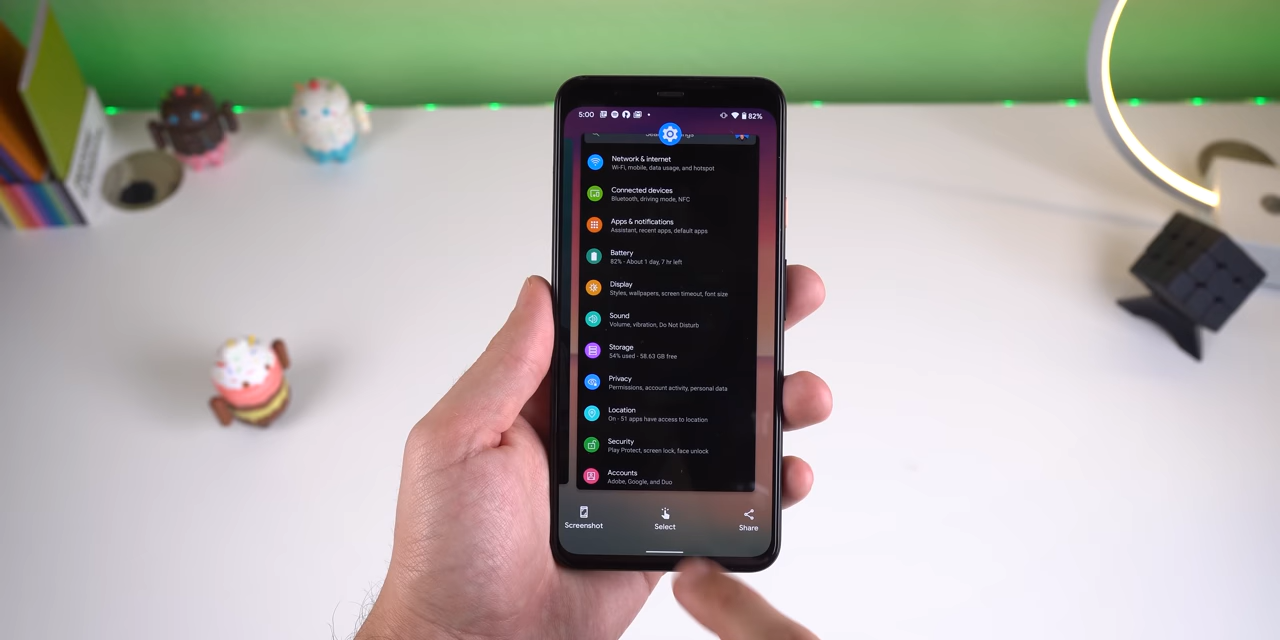 5:00
82%
Network & internet
Wi-Fi, mobile, data usage, and hotspot
Connected devices
Bluetooth, driving mode, NFC
Apps & notifications
Assistant, recent apps, default apps
Battery
82% - About 1 day, 7 hr left
Display
Styles, wallpapers, screen timeout, font size
Sound
Volume, vibration, Do Not Disturb
Storage
54% used - 58.63 GB free
Privacy
Permissions, account activity, personal data
Location
On - 51 apps have access to location
Security
Play Protect, screen lock, face unlock
Accounts
Adobe, Google, and Duo
Screenshot
Select
Share